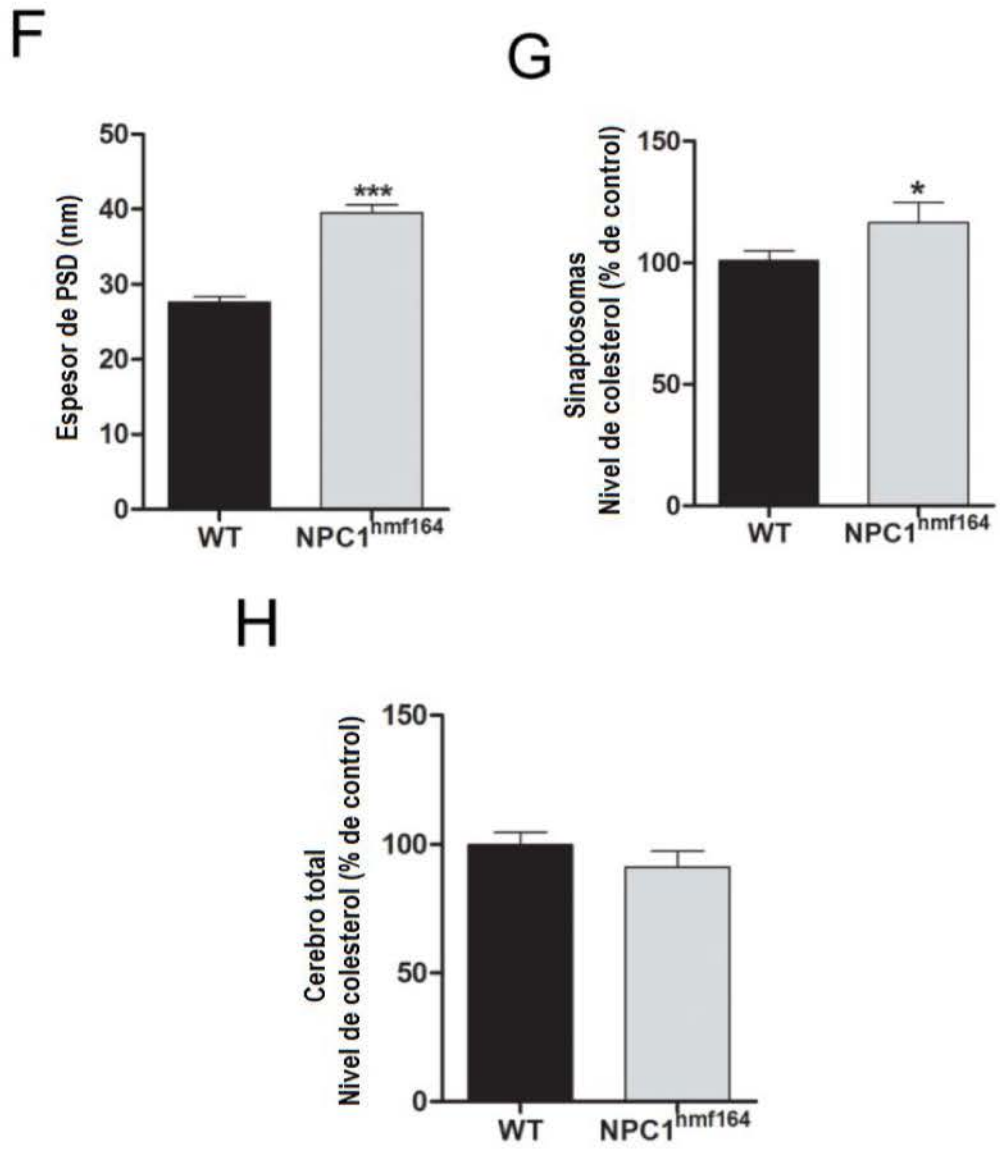 F
50
40
30
20
10
0
Espesor de PSD (nm)
***
WT
NPC1hmf164
G
150
100
50
0
Sinaptosomas
Nivel de colesterol (% de control)
*
WT
NPC1hmf164
H
150
100
50
0
Cerebro total
Nivel de colesterol (% de control)
WT
NPC1hmf164